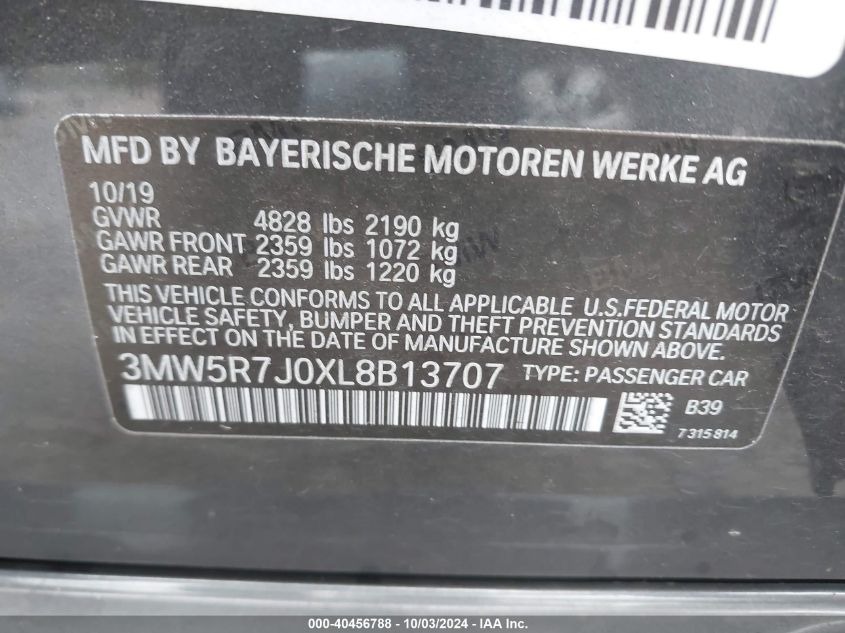 MFD BY BAYERISCHE MOTOREN WERKE AG
10/19
GVWR 4828 lbs 2190 kg
GAWR FRONT 2359 lbs 1072 kg
GAWR REAR 2359 lbs 1220 kg
THIS VEHICLE CONFORMS TO ALL APPLICABLE U.S.FEDERAL MOTOR
VEHICLE SAFETY, BUMPER AND THEFT PREVENTION STANDARDS
IN EFFECT ON THE DATE OF MANUFACTURE SHOWN ABOVE.
3MW5R7J0XL8B13707 TYPE: PASSENGER CAR
B39
7315814
000-40456788 - 10/03/2024 - IAA Inc.